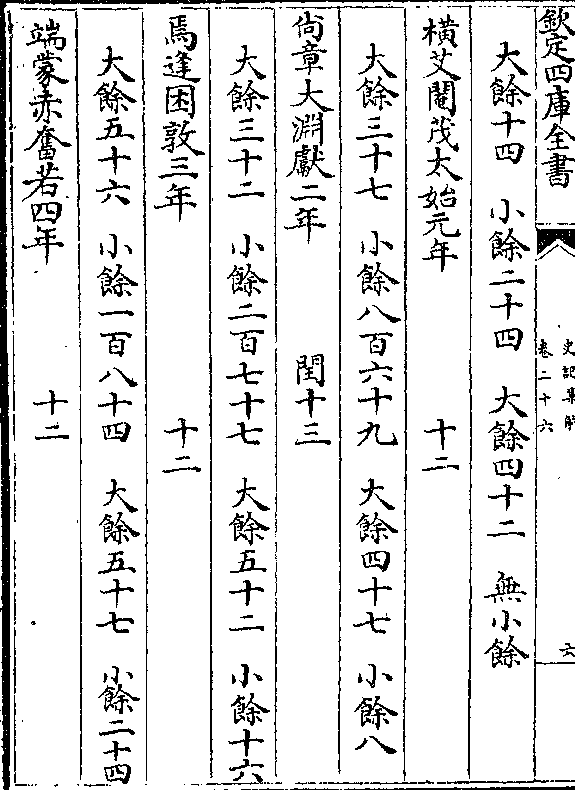 欽定四庫全書
史記集解
卷二十六
六
大餘十四 小餘二十四 大餘四十二 無小餘
橫艾閹茂太始元年 十二
大餘三十七 小餘八百六十九 大餘四十七 小餘八
尚章大淵獻二年 閏十三
大餘三十二 小餘二百七十七 大餘五十二 小餘十六
焉逢困敦三年 十二
大餘五十六 小餘一百八十四 大餘五十七 小餘二十四
端蒙赤奮若四年 十二